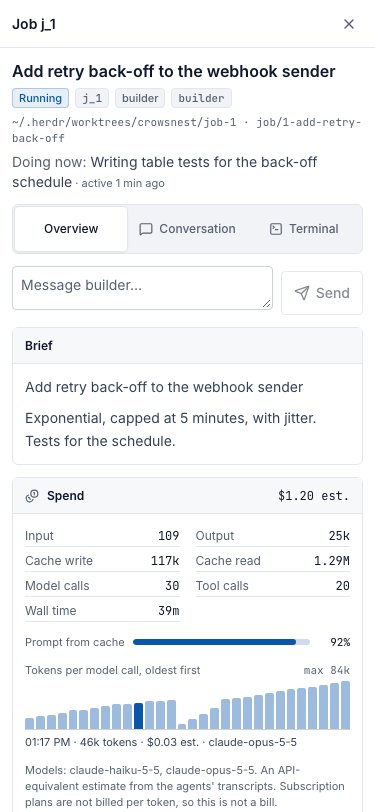 Job j_1
Add retry back-off to the webhook sender
Running j_1 builder builder
~/.herdr/worktrees/crowsnest/job-1 · job/1-add-retry-
back-off
Doing now: Writing table tests for the back-off
schedule · active 1 min ago
Overview Conversation Terminal
Message builder...
Send
Brief
Add retry back-off to the webhook sender
Exponential, capped at 5 minutes, with jitter.
Tests for the schedule.
Spend $1.20 est.
Input 109 Output 25k
Cache write 117k Cache read 1.29M
Model calls 30 Tool calls 20
Wall time 39m
Prompt from cache 92%
Tokens per model call, oldest first max 84k
01:17 PM · 46k tokens · $0.03 est. · claude-opus-5-5
Models: claude-haiku-5-5, claude-opus-5-5. An API-
equivalent estimate from the agents' transcripts. Subscription
plans are not billed per token, so this is not a bill.